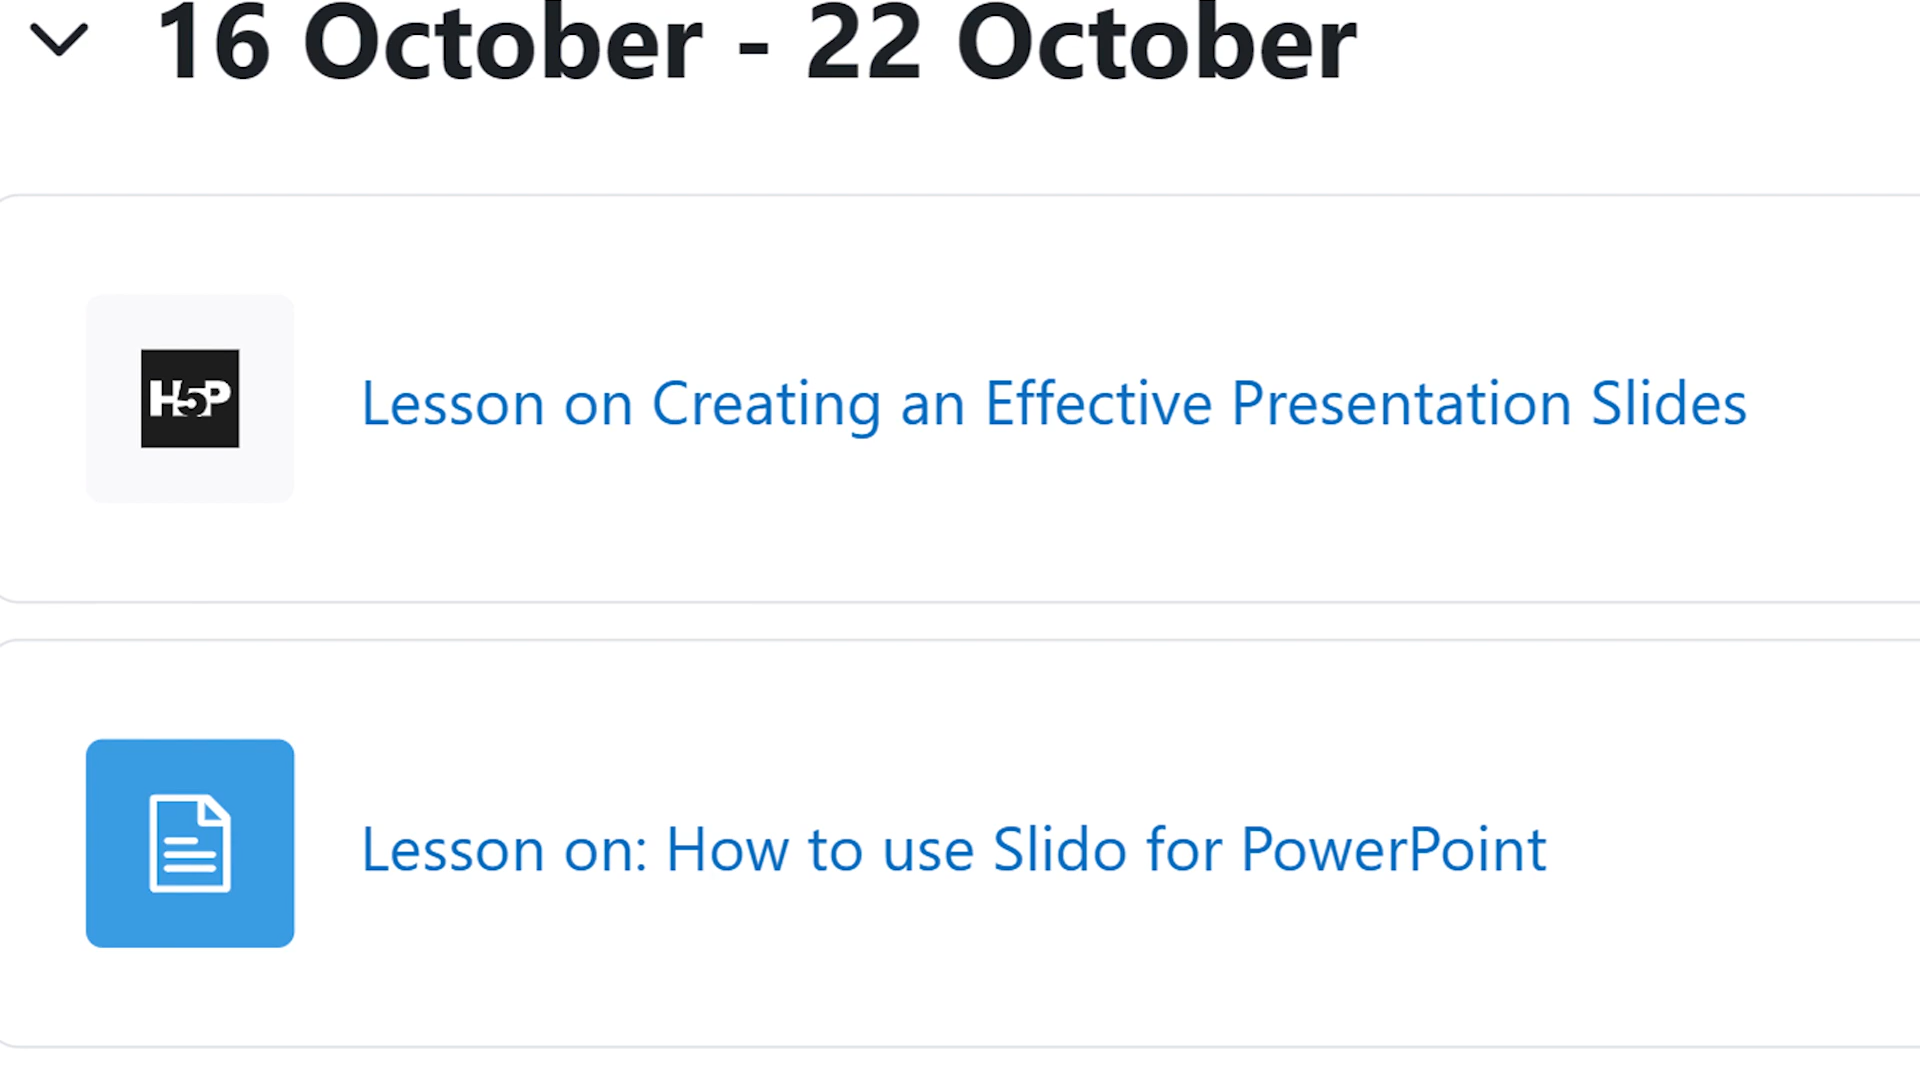 16 October - 22 October
H5P
Lesson on Creating an Effective Presentation Slides
Lesson on: How to use Slido for PowerPoint